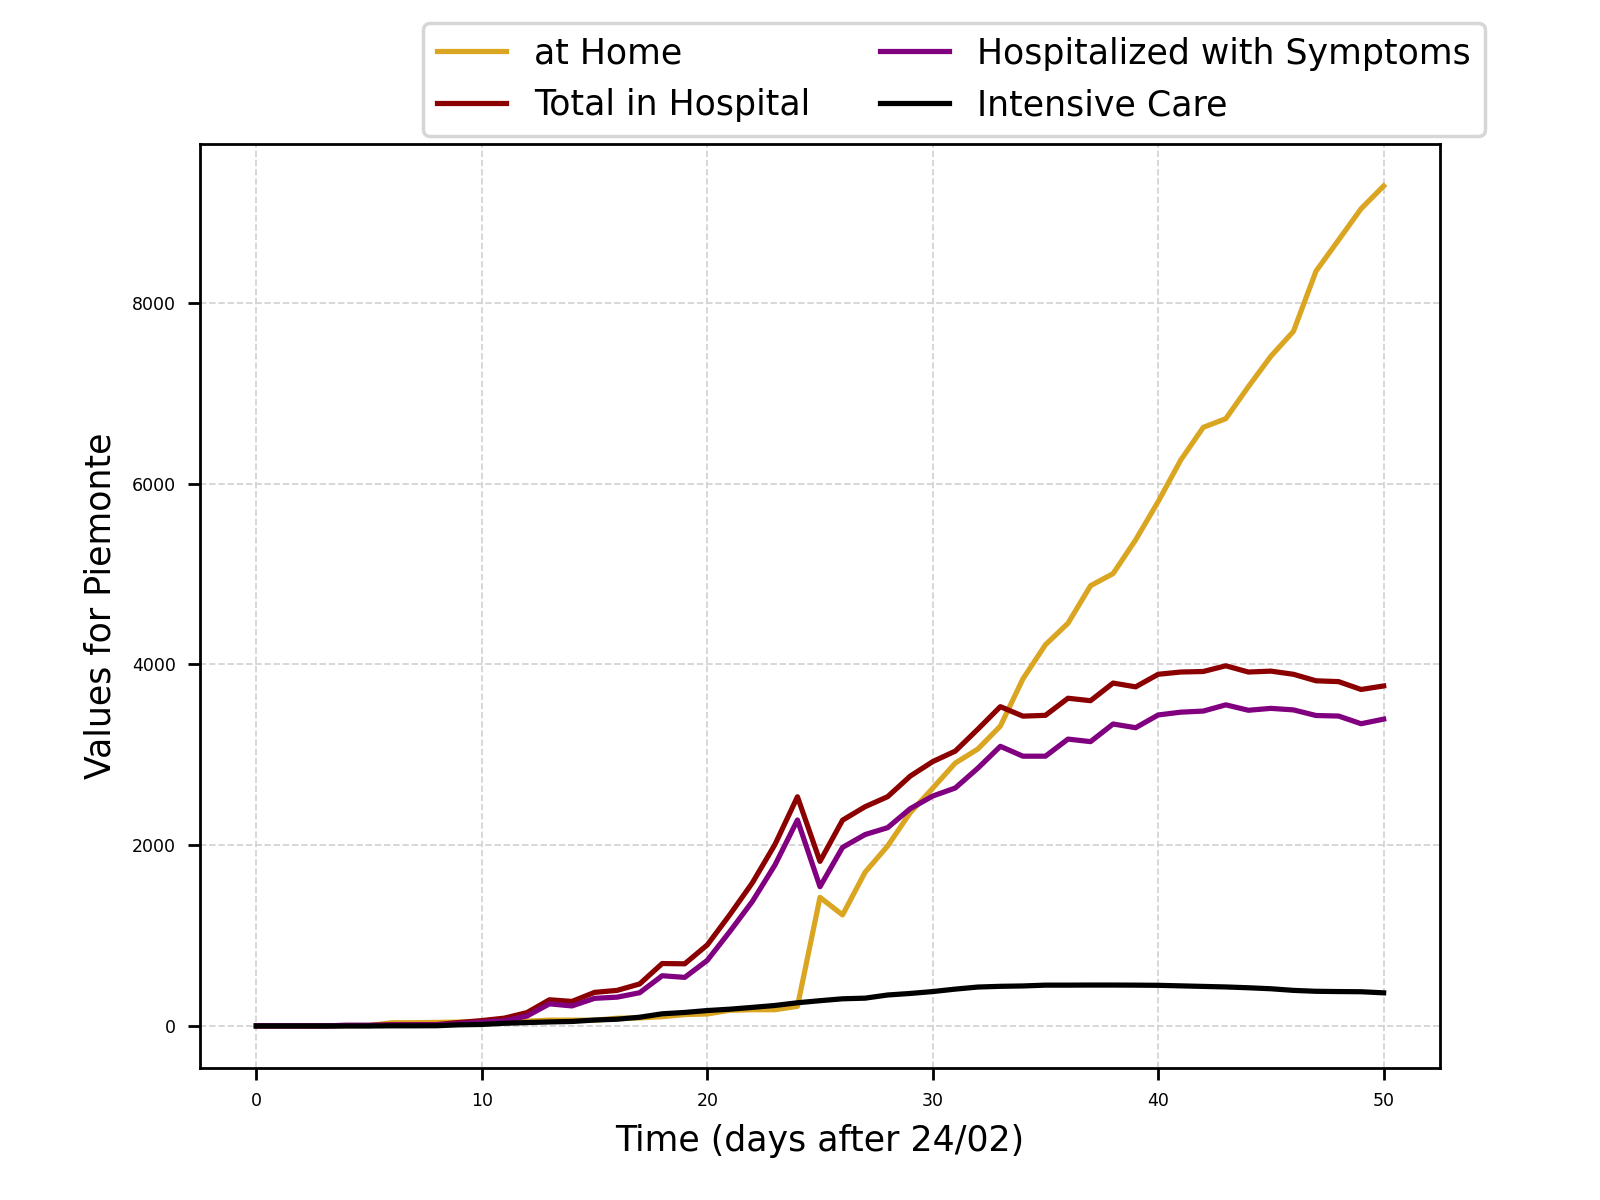 at Home
Total in Hospital
Hospitalized with Symptoms
Intensive Care
Values for Piemonte
8000
6000
4000
2000
0
0 10 20 30 40 50
Time (days after 24/02)